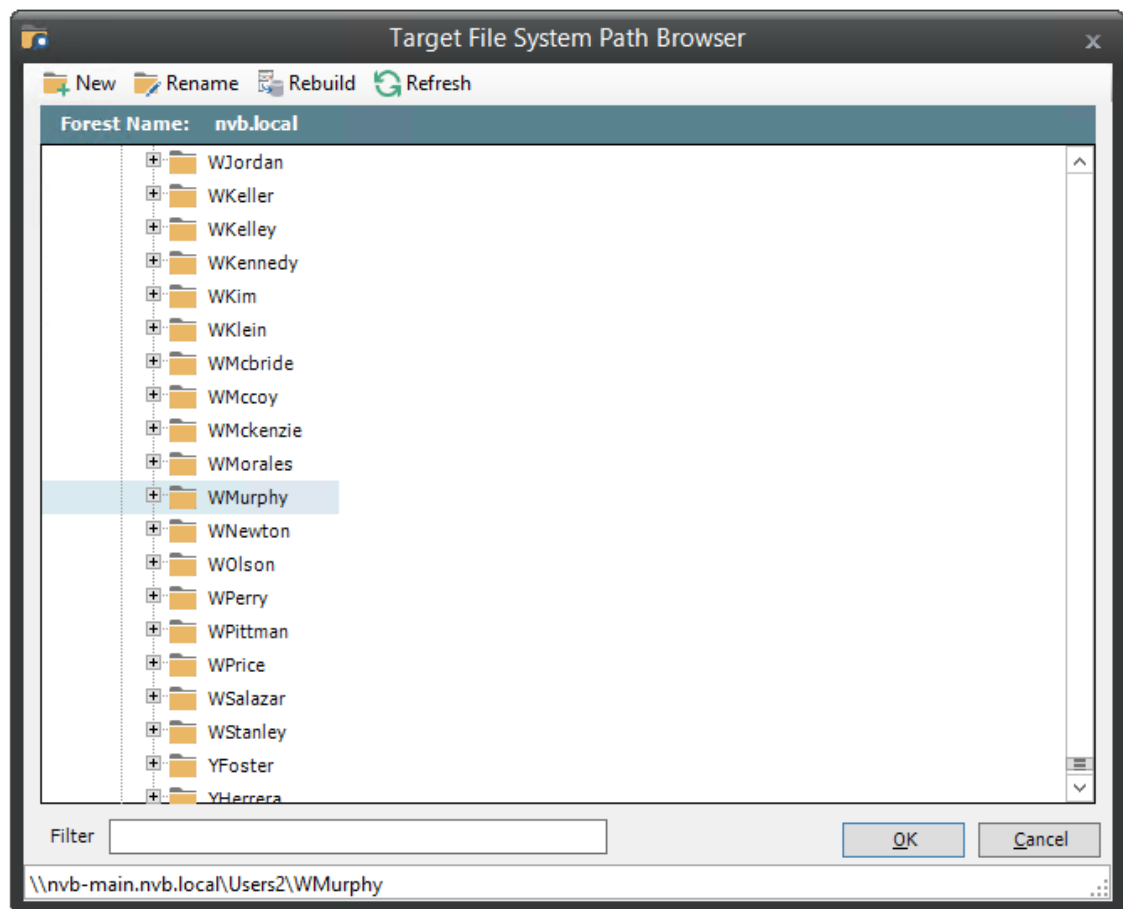 Target File System Path Browser
x
New Rename Rebuild Refresh
Forest Name: nvb.local
WJordan
WKeller
WKelley
WKennedy
WKim
WKlein
WMcbride
WMccoy
WMckenzie
WMorales
WMurphy
WNewton
WOlson
WPerry
WPittman
WPrice
WSalazar
WStanley
YFoster
YHerrera
Filter OK Cancel
\\nvb-main.nvb.local\Users2\WMurphy